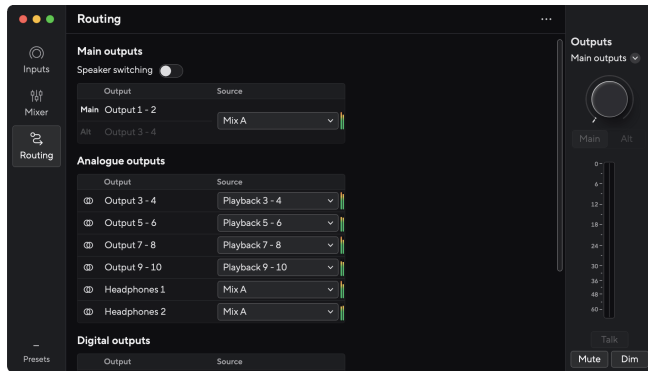 Routing
...
Inputs
Mixer
Routing
Presets
Main outputs
Speaker switching
Output Source
Main Output 1 - 2
Mix A
Alt Output 3 - 4
Analogue outputs
Output Source
Output 3 - 4 Playback 3 - 4
Output 5 - 6 Playback 5 - 6
Output 7 - 8 Playback 7 - 8
Output 9 - 10 Playback 9 - 10
Headphones 1 Mix A
Headphones 2 Mix A
Digital outputs
Output Source
Outputs
Main outputs
Main Alt
0
6
12
18
24
30
36
48
60
Talk
Mute Dim